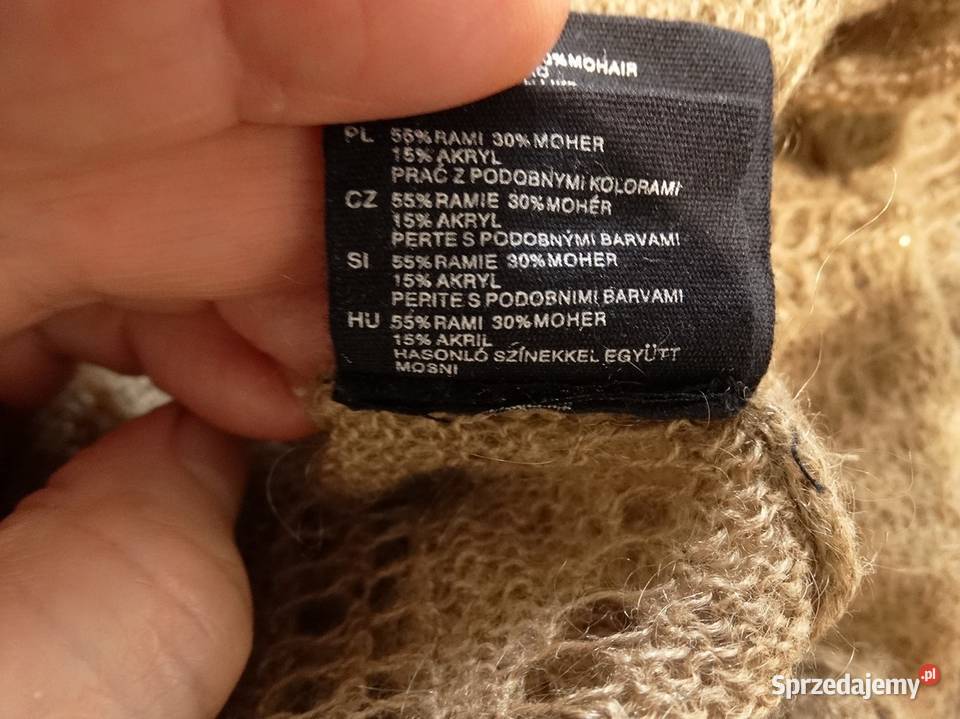 0%MOHAIR
PL 55%RAMI 30%MOHER
15%AKRYL
PRAĆ Z PODOBNYMI KOLORAMI
CZ 55%RAMIE 30%MOHÉR
15%AKRYL
PERTE S PODOBNÝMI BARVAMI
SI 55%RAMIE 30%MOHER
15%AKRYL
PERITE S PODOBNIMI BARVAMI
HU 55%RAMI 30%MOHER
15%AKRIL
HASONLÓ SZÍNEKKEL EGYÜTT
MOSNI
Sprzedajemy.pl